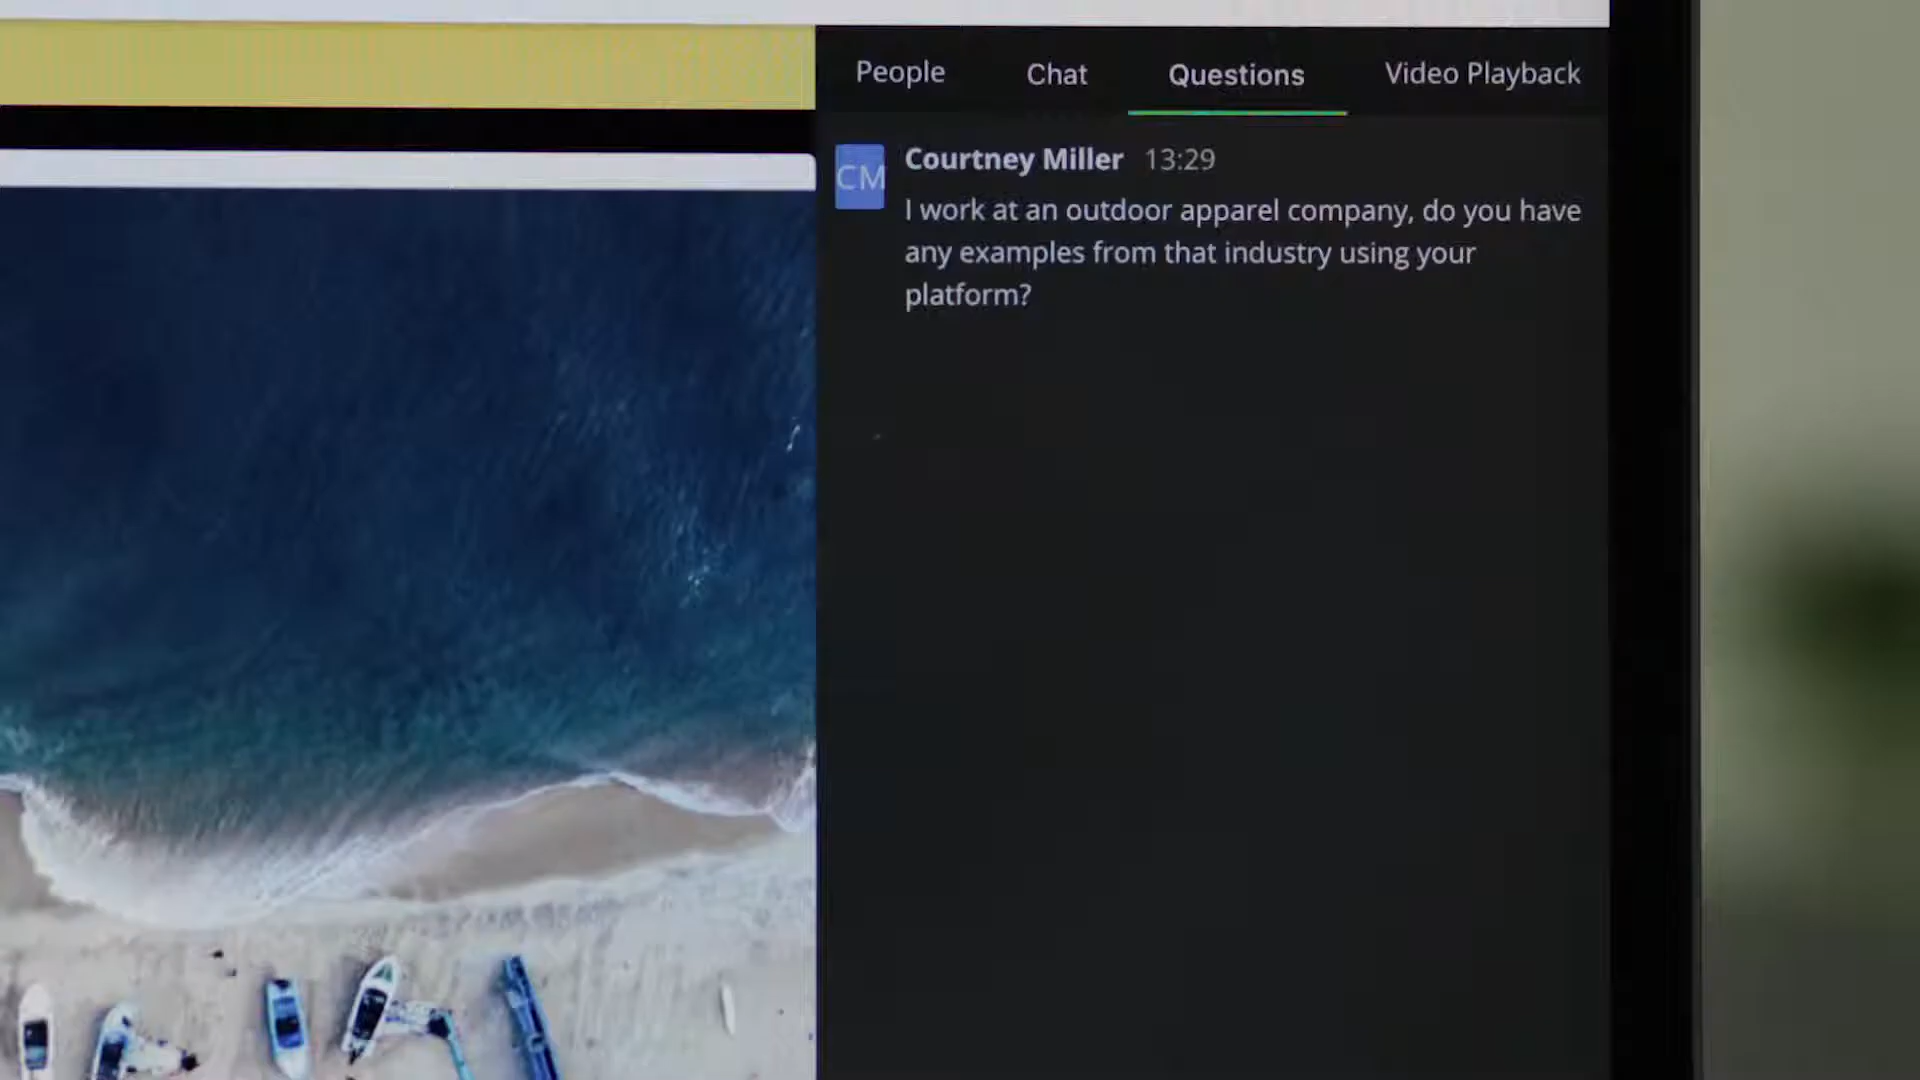 People Chat Questions Video Playback
CM Courtney Miller 13:29
I work at an outdoor apparel company, do you have
any examples from that industry using your
platform?